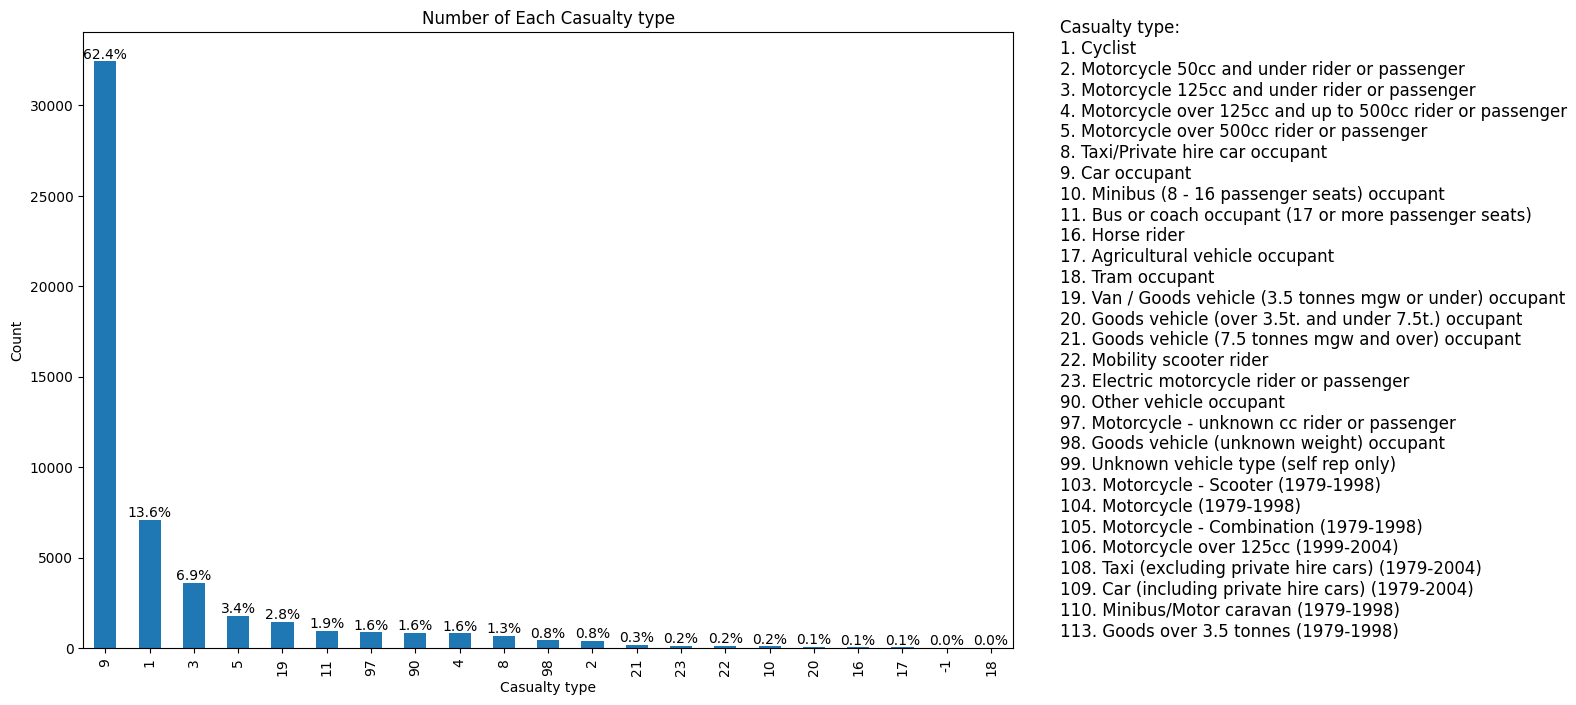 Number of Each Casualty type
Count
30000
25000
20000
15000
10000
5000
0
62.4%
13.6%
6.9%
3.4%
2.8%
1.9%
1.6%
1.6%
1.6%
1.3%
0.8%
0.8%
0.3%
0.2%
0.2%
0.2%
0.1%
0.1%
0.1%
0.0%
0.0%
9
1
3
5
19
11
97
90
4
8
98
2
21
23
22
10
20
16
17
-1
18
Casualty type
Casualty type:
1. Cyclist
2. Motorcycle 50cc and under rider or passenger
3. Motorcycle 125cc and under rider or passenger
4. Motorcycle over 125cc and up to 500cc rider or passenger
5. Motorcycle over 500cc rider or passenger
8. Taxi/Private hire car occupant
9. Car occupant
10. Minibus (8 - 16 passenger seats) occupant
11. Bus or coach occupant (17 or more passenger seats)
16. Horse rider
17. Agricultural vehicle occupant
18. Tram occupant
19. Van / Goods vehicle (3.5 tonnes mgw or under) occupant
20. Goods vehicle (over 3.5t. and under 7.5t.) occupant
21. Goods vehicle (7.5 tonnes mgw and over) occupant
22. Mobility scooter rider
23. Electric motorcycle rider or passenger
90. Other vehicle occupant
97. Motorcycle - unknown cc rider or passenger
98. Goods vehicle (unknown weight) occupant
99. Unknown vehicle type (self rep only)
103. Motorcycle - Scooter (1979-1998)
104. Motorcycle (1979-1998)
105. Motorcycle - Combination (1979-1998)
106. Motorcycle over 125cc (1999-2004)
108. Taxi (excluding private hire cars) (1979-2004)
109. Car (including private hire cars) (1979-2004)
110. Minibus/Motor caravan (1979-1998)
113. Goods over 3.5 tonnes (1979-1998)